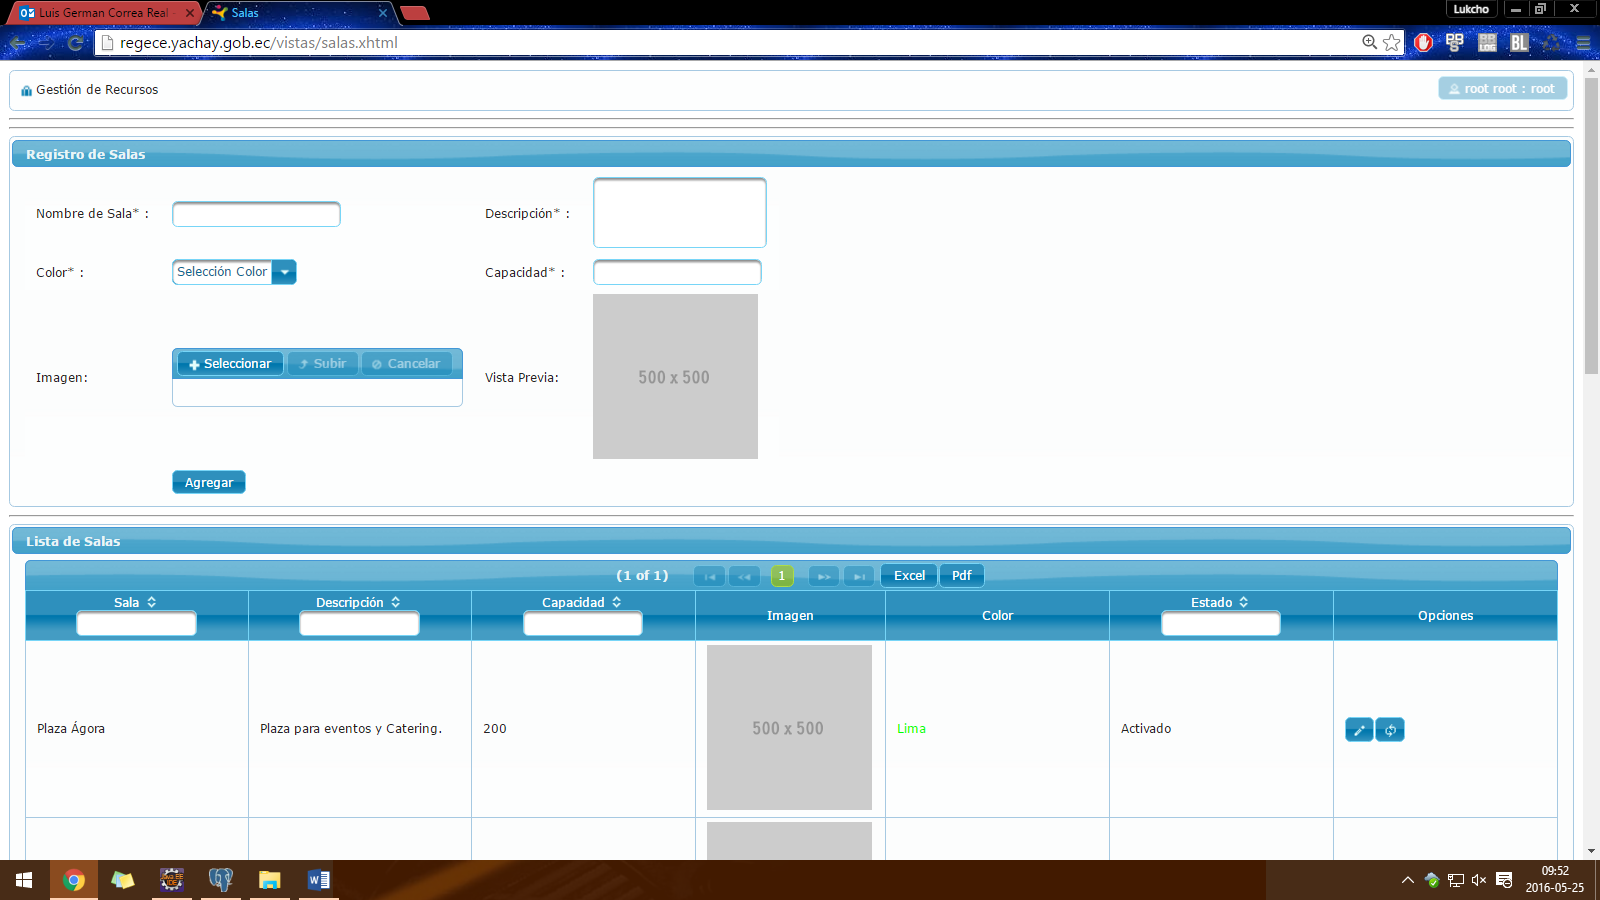 Luis German Correa Real
Salas
Lukcho
regece.yachay.gob.ec/vistas/salas.xhtml
Gestión de Recursos
root root : root
Registro de Salas
Nombre de Sala* :
Descripción* :
Color* :
Selección Color
Capacidad* :
Imagen:
Seleccionar
Subir
Cancelar
Vista Previa:
500 x 500
Agregar
Lista de Salas
(1 of 1)
1
Excel
Pdf
Sala
Descripción
Capacidad
Imagen
Color
Estado
Opciones
Plaza Ágora
Plaza para eventos y Catering.
200
500 x 500
Lima
Activado
09:52
2016-05-25